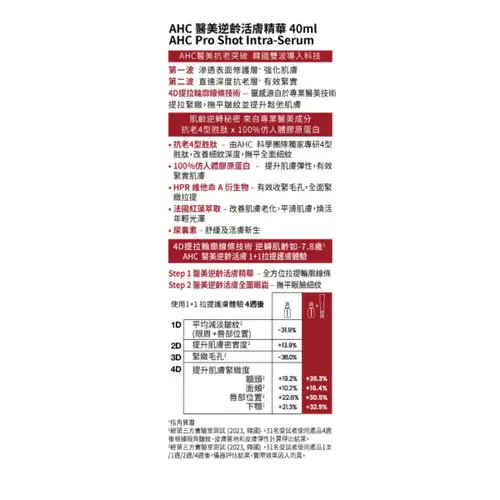 AHC 醫美逆齡活膚精華 40ml
AHC Pro Shot Intra-Serum
AHC醫美抗老突破 韓國雙波導入科技
第一波 滲透表面修護層* 強化肌膚
第二波 直達深度抗老層* 有效緊實
4D提拉輪廓線條技術 – 靈感源自於專業醫美技術
提拉緊緻,撫平皺紋並提升鬆弛肌膚
肌齡逆轉秘密 來自專業醫美成分
抗老4型胜肽 x 100%仿人體膠原蛋白
• 抗老4型胜肽 - 由AHC 科學團隊獨家專研4型
胜肽,改善細紋深度,撫平全面細紋
• 100%仿人體膠原蛋白 - 提升肌膚彈性,有效
緊實肌膚
• HPR 維他命 A 衍生物 – 有效收緊毛孔,全面緊
緻拉提
• 法國紅藻萃取 - 改善肌膚老化,平滑肌膚,煥活
年輕光澤
• 尿囊素 – 舒緩及活膚新生
4D提拉輪廓線條技術 逆轉肌齡如-7.8歲¹
AHC 醫美逆齡活膚 1+1拉提護膚體驗
Step 1 醫美逆齡活膚精華 – 全方位拉提輪廓線條
Step 2 醫美逆齡活膚全面眼霜 – 撫平眼臉細紋
使用1+1 拉提護膚體驗 4週後
1D 平均減淡皺紋² -31.9%
(眼周 +唇部位置)
2D 提升肌膚密實度² +13.9%
3D 緊緻毛孔² -36.0%
4D 提升肌膚緊緻度
額頭² +19.2% +36.3%
面頰² +10.2% +16.4%
唇部位置² +22.6% +30.5%
下顎² +21.3% +32.9%
*指角質層
¹經第三方實驗室測試 (2023, 韓國) ,31名受試者使用產品4週
後根據眼角皺紋、皮膚質地和皮膚彈性計算得出結果。
²經第三方實驗室測試 (2023, 韓國) ,31名受試者使用產品1次
/1週/2週/4週後,儀器評估結果。實際效果因人而異。